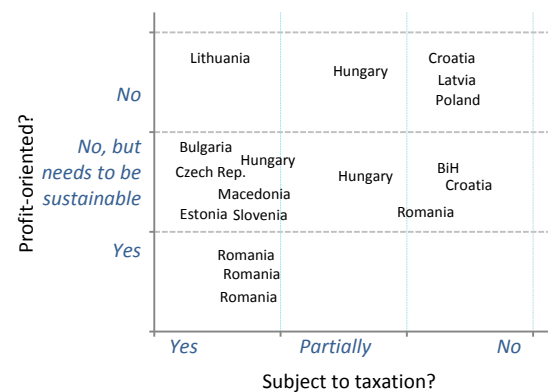 Profit-oriented?
No
No, but
needs to be
sustainable
Yes
Lithuania
Hungary
Croatia
Latvia
Poland
Bulgaria
Hungary
Czech Rep.
Macedonia
Estonia
Slovenia
Hungary
BiH
Croatia
Romania
Romania
Romania
Romania
Yes
Partially
No
Subject to taxation?